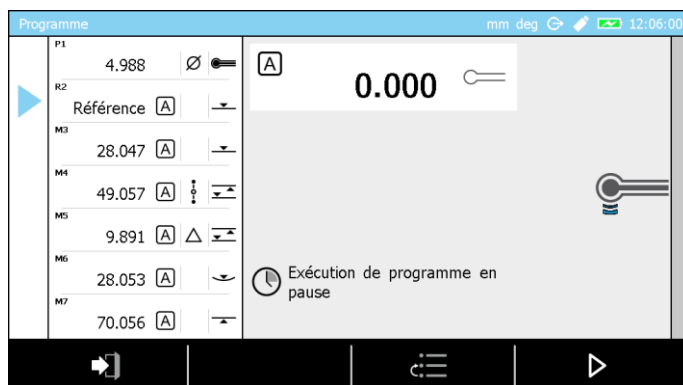 Programme mm deg 12:06:00
P1
4.988 Ø
R2
Référence A
M3
28.047 A
M4
49.057 A
M5
9.891 A
M6
28.053 A
M7
70.056 A
A
0.000
Exécution de programme en
pause